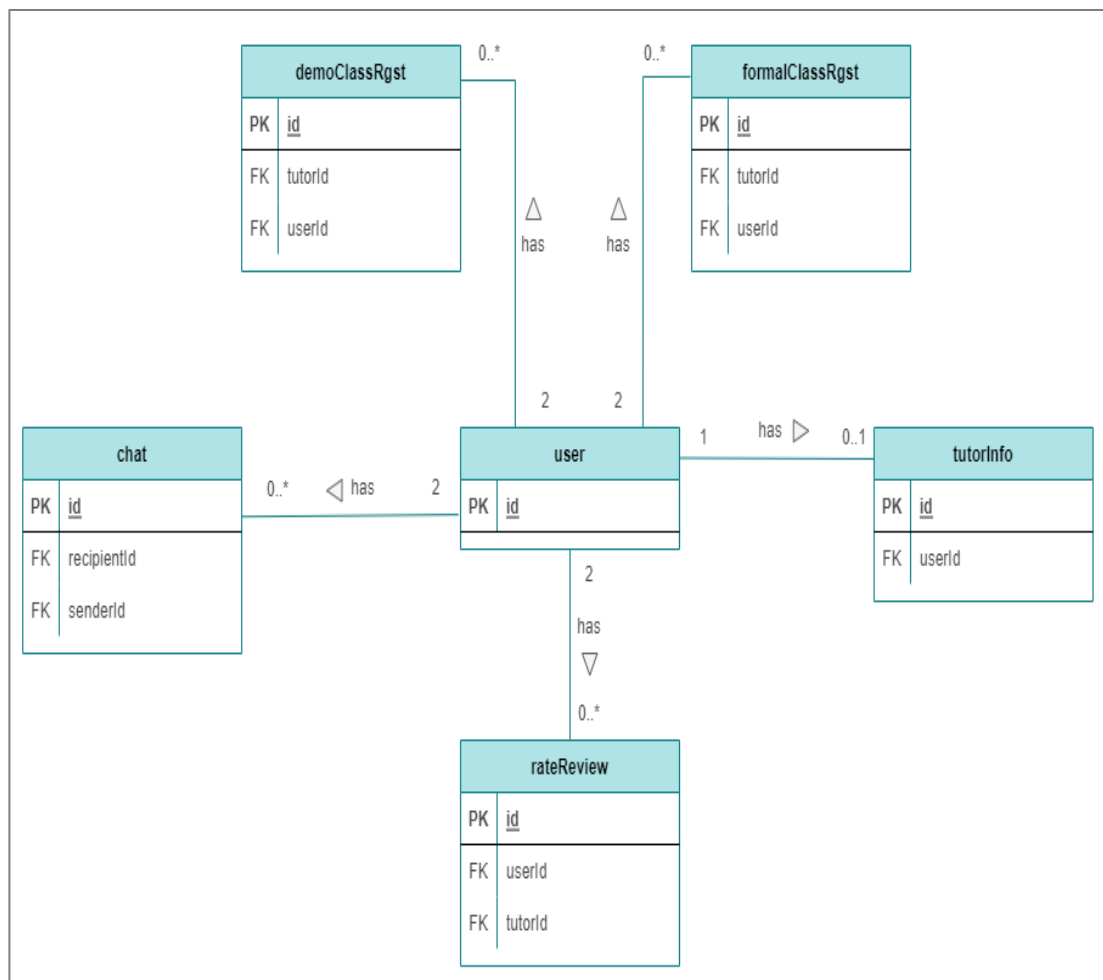 demoClassRgst
PK id
FK tutorId
FK userId
0..*
has
2
formalClassRgst
PK id
FK tutorId
FK userId
0..*
has
2
chat
PK id
FK recipientId
FK senderId
0..*
has
2
user
PK id
1
has
0..1
tutorInfo
PK id
FK userId
2
has
0..*
rateReview
PK id
FK userId
FK tutorId